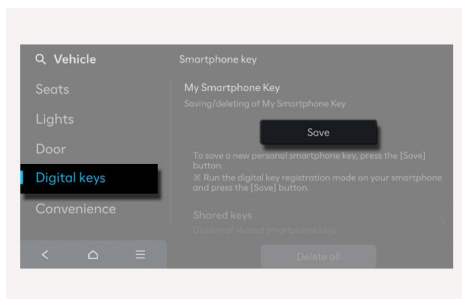 Vehicle
Smartphone key
Seats
My Smartphone Key
Saving/deleting of My Smartphone Key
Lights
Save
Door
To save a new personal smartphone key, press the [Save]
button.
Digital keys
※ Run the digital key registration mode on your smartphone
and press the [Save] button.
Convenience
Shared keys
Display of shared smartphone keys
Delete all